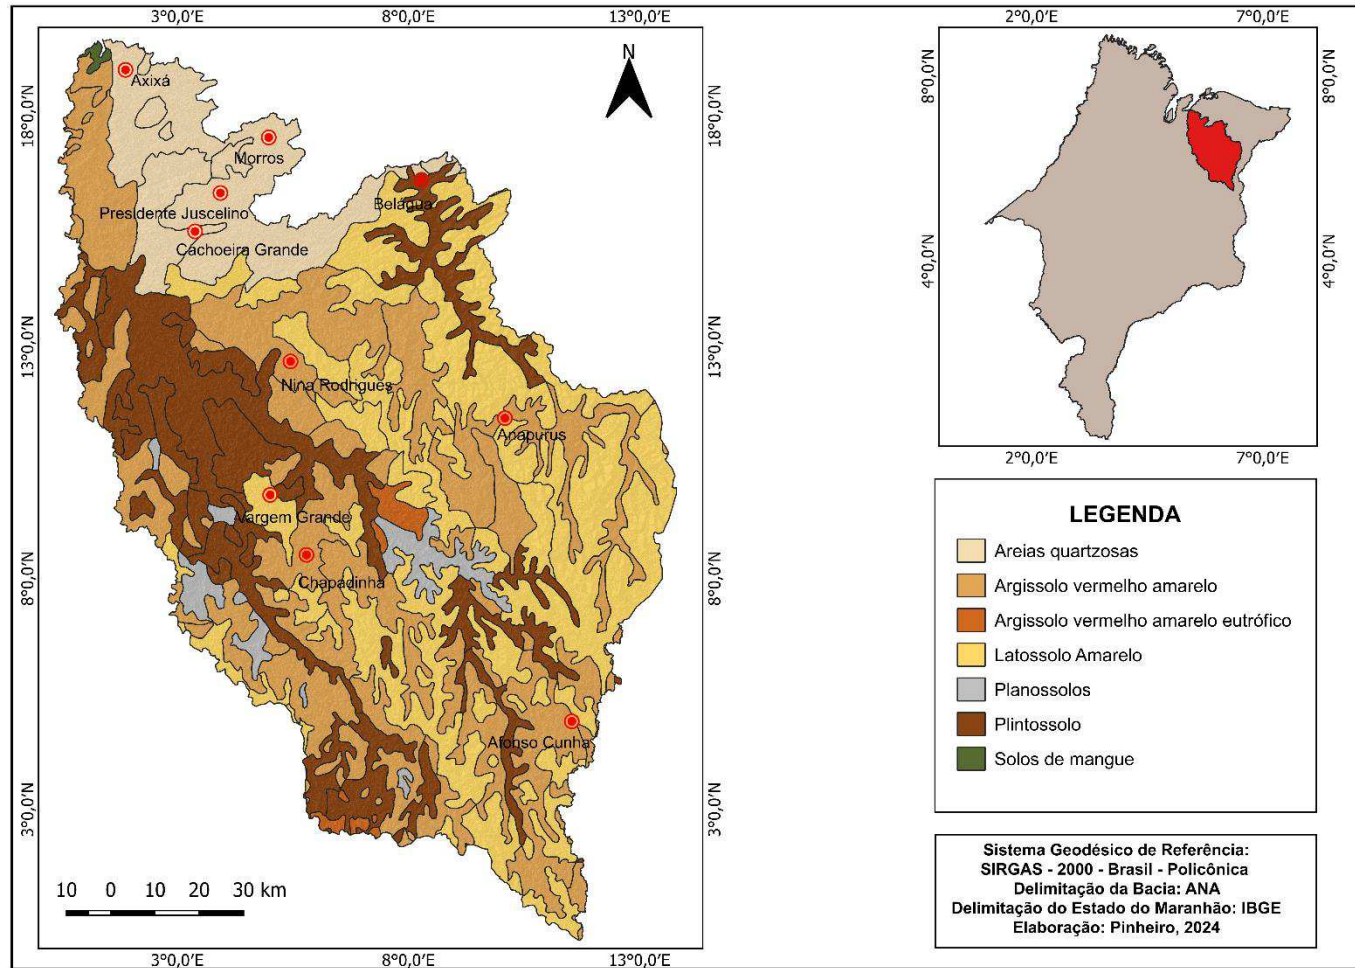 3°0,0'E 8°0,0'E 13°0,0'E
2°0,0'E 7°0,0'E
N
18°0,0'N
13°0,0'N
8°0,0'N
3°0,0'N
Axixá
Morros
Presidente Juscelino
Cachoeira Grande
Belágua
Nina Rodrigues
Anapurus
Vargem Grande
Chapadinha
Afonso Cunha
10 0 10 20 30 km
18°0,0'N
13°0,0'N
8°0,0'N
3°0,0'N
3°0,0'E 8°0,0'E 13°0,0'E
8°0,0'N 8°0,0'N
4°0,0'N 4°0,0'N
2°0,0'E 7°0,0'E
LEGENDA
Areias quartzosas
Argissolo vermelho amarelo
Argissolo vermelho amarelo eutrófico
Latossolo Amarelo
Planossolos
Plintossolo
Solos de mangue
Sistema Geodésico de Referência:
SIRGAS - 2000 - Brasil - Policônica
Delimitação da Bacia: ANA
Delimitação do Estado do Maranhão: IBGE
Elaboração: Pinheiro, 2024